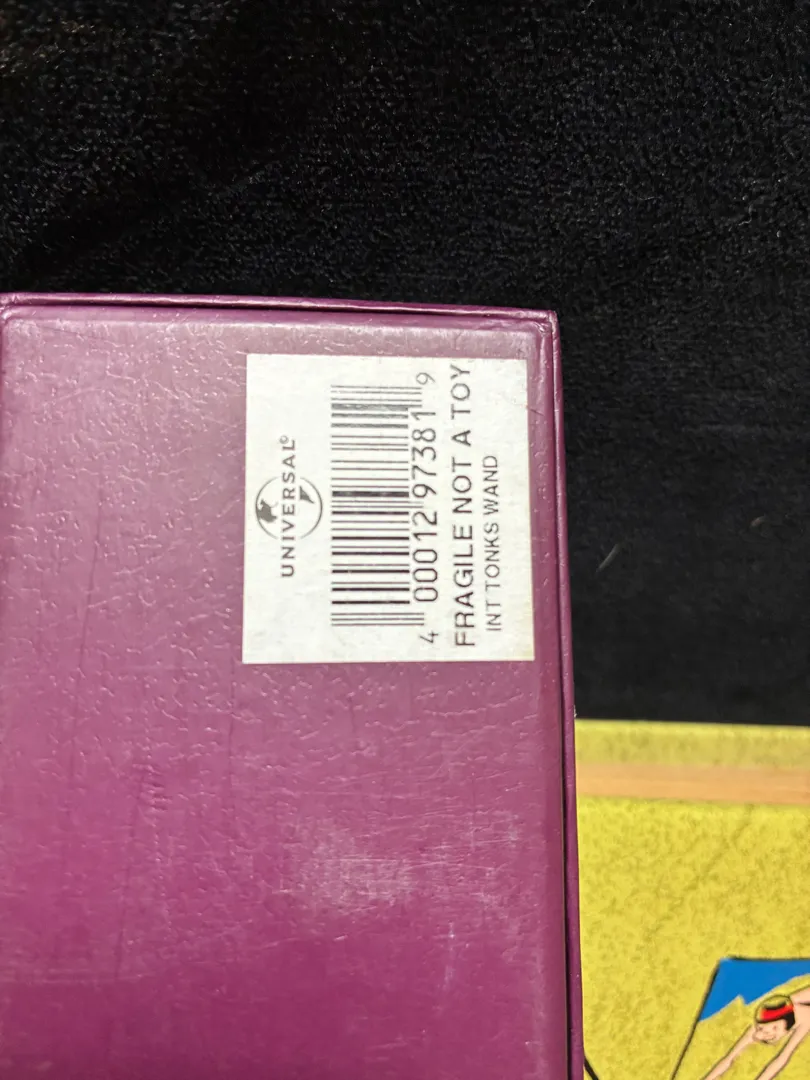 UNIVERSAL©
4 00012 97381 9
FRAGILE NOT A TOY
INT TONKS WAND